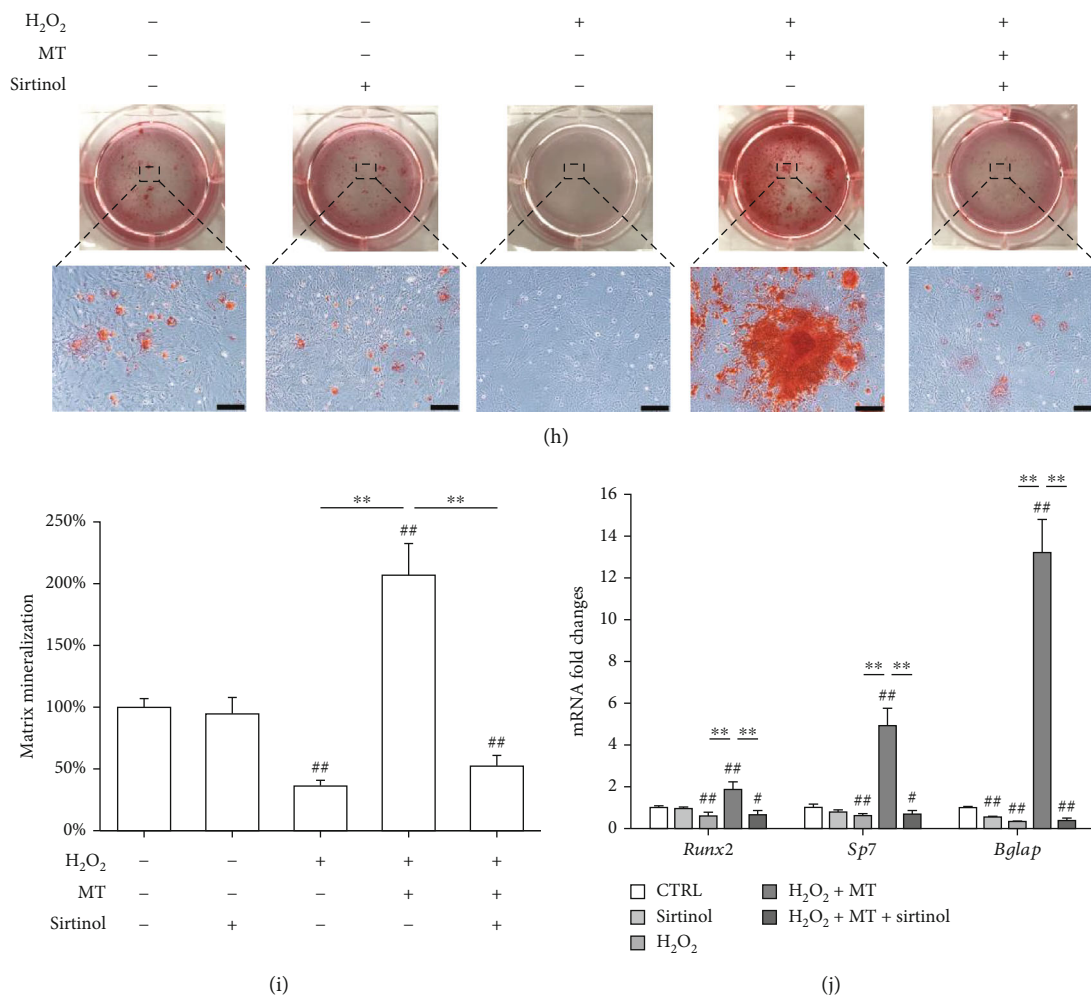 H₂O₂ − − + + +
MT − − − + +
Sirtinol − + − − +
(h)
** **
250%
200%
150%
100%
50%
0%
Matrix mineralization
## ## ##
H₂O₂ − − + + +
MT − − − + +
Sirtinol − + − − +
(i)
16
14
12
10
8
6
4
2
0
mRNA fold changes
** **
## ## #
** **
## ## #
** **
## ## ## ##
Runx2 Sp7 Bglap
CTRL
Sirtinol
H₂O₂
H₂O₂ + MT
H₂O₂ + MT + sirtinol
(j)